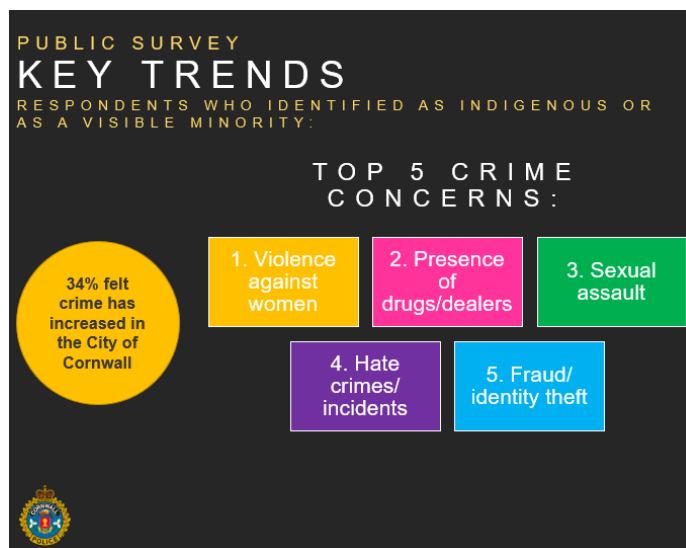 PUBLIC SURVEY
KEY TRENDS
RESPONDENTS WHO IDENTIFIED AS INDIGENOUS OR
AS A VISIBLE MINORITY:
TOP 5 CRIME
CONCERNS:
34% felt
crime has
increased in
the City of
Cornwall
1. Violence
against
women
2. Presence
of
drugs/dealers
3. Sexual
assault
4. Hate
crimes/
incidents
5. Fraud/
identity theft
CORNWALL
POLICE